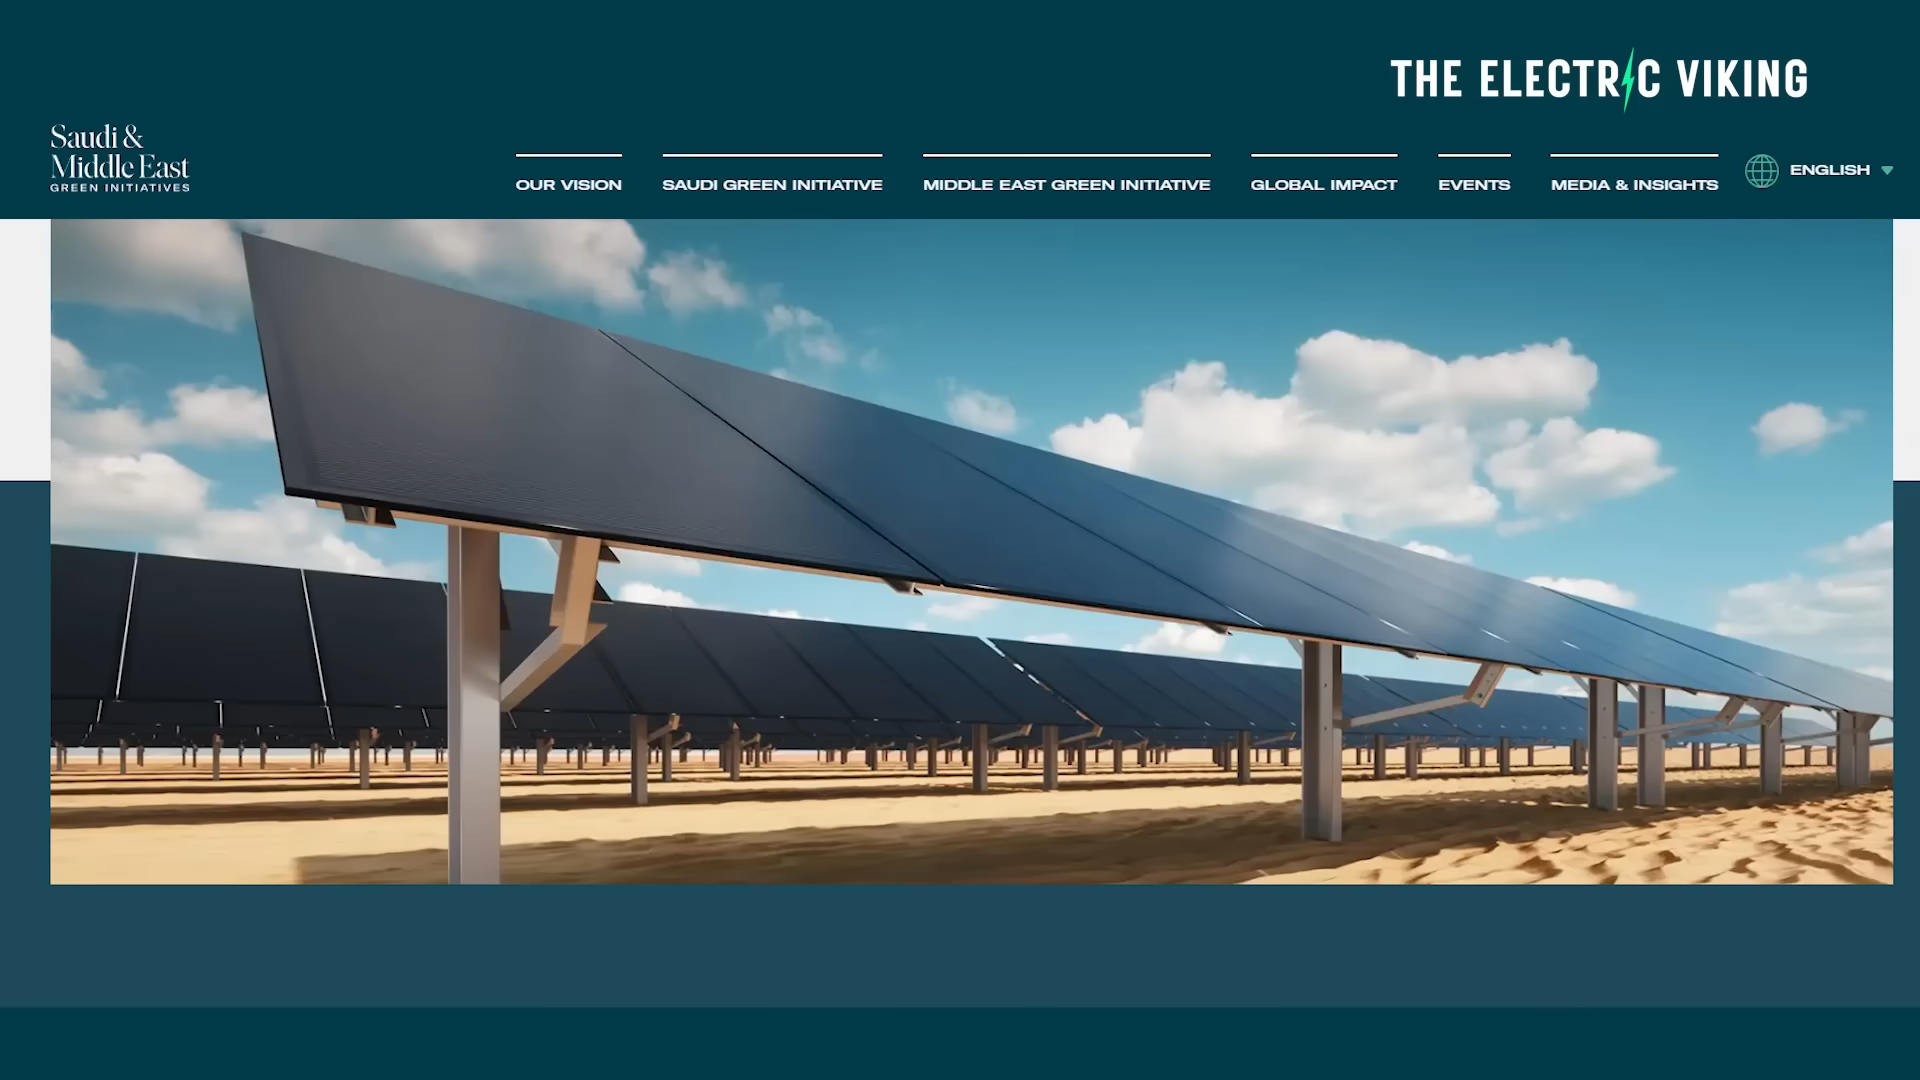 THE ELECTRIC VIKING
Saudi &
Middle East
GREEN INITIATIVES
OUR VISION
SAUDI GREEN INITIATIVE
MIDDLE EAST GREEN INITIATIVE
GLOBAL IMPACT
EVENTS
MEDIA & INSIGHTS
ENGLISH